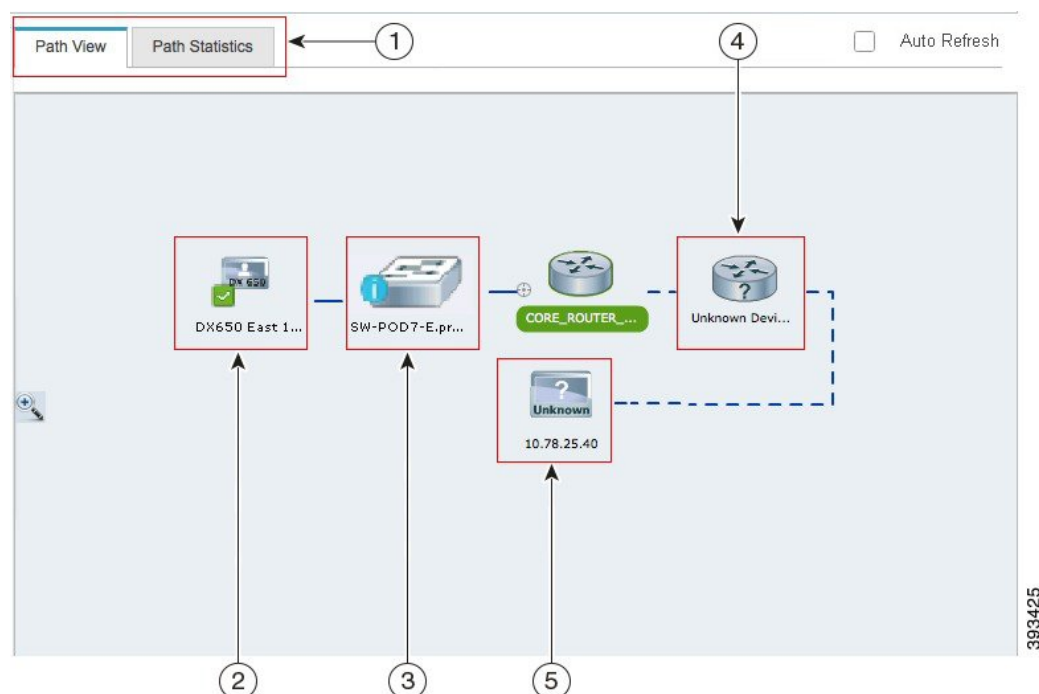 Path View
Path Statistics
1
4
Auto Refresh
DX 650
i
DX650 East 1...
SW-POD7-E.pr...
CORE_ROUTER_...
?
Unknown Devi...
?
Unknown
10.78.25.40
2
3
5
393425